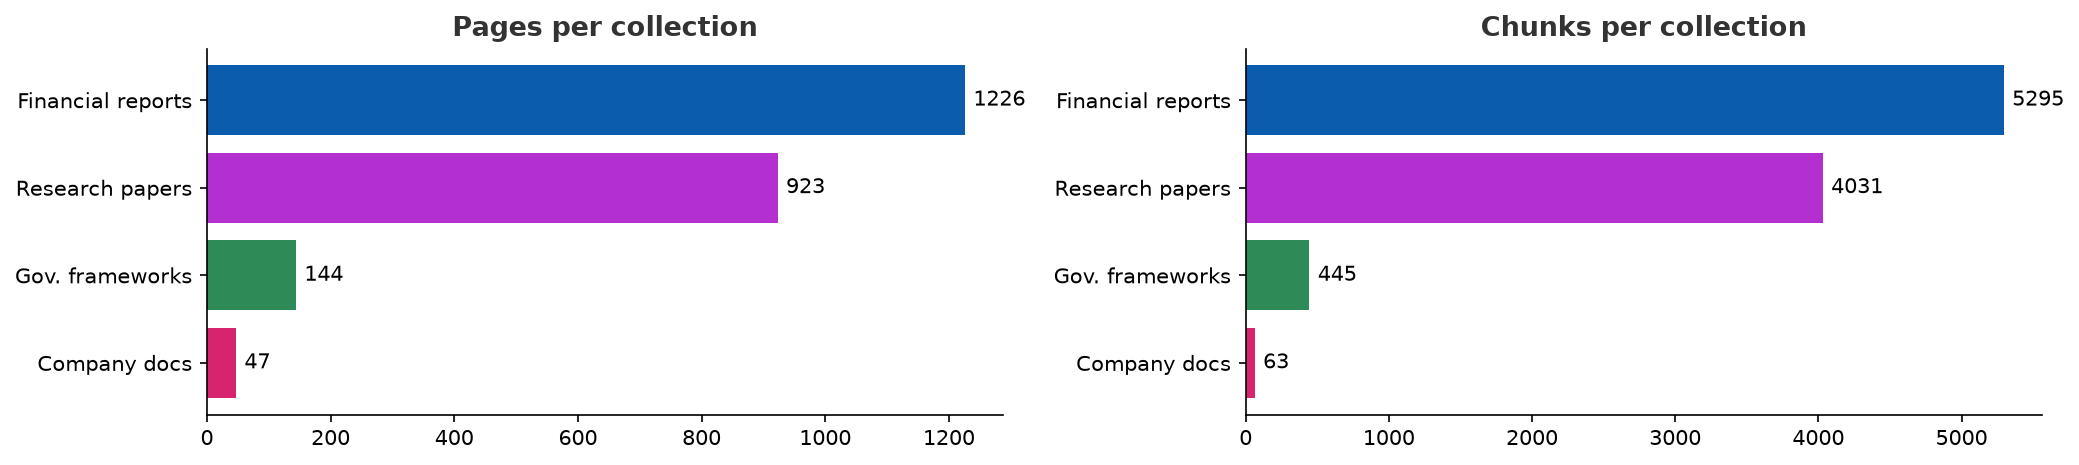 Pages per collection
Financial reports 1226
Research papers 923
Gov. frameworks 144
Company docs 47
0 200 400 600 800 1000 1200
Chunks per collection
Financial reports 5295
Research papers 4031
Gov. frameworks 445
Company docs 63
0 1000 2000 3000 4000 5000